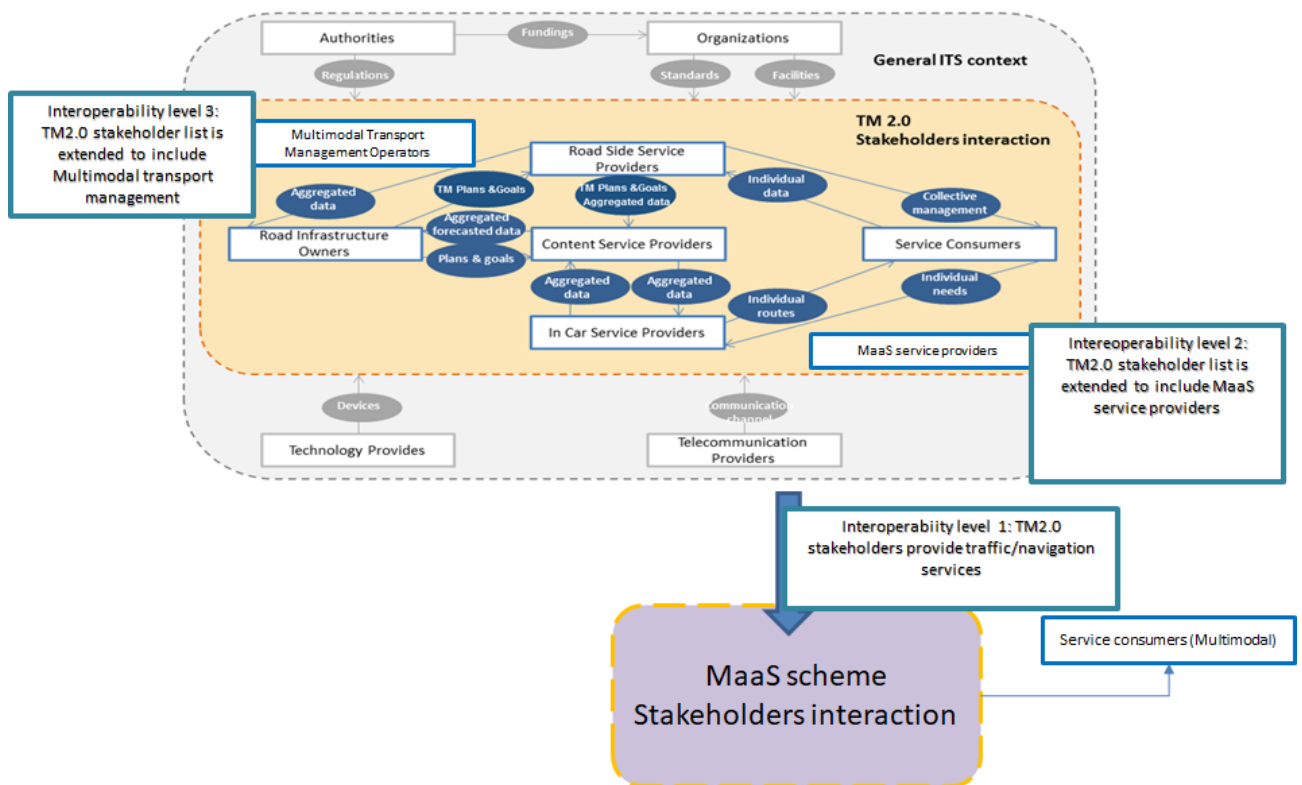 Authorities
Fundings
Organizations
General ITS context
Regulations
Standards
Facilities
Interoperability level 3:
TM2.0 stakeholder list is
extended to include
Multimodal transport
management
Multimodal Transport
Management Operators
TM 2.0
Stakeholders interaction
Road Side Service
Providers
Aggregated
data
TM Plans &Goals
TM Plans &Goals
Aggregated data
Individual
data
Collective
management
Road Infrastructure
Owners
Aggregated
forecasted data
Plans & goals
Content Service Providers
Service Consumers
Aggregated
data
Aggregated
data
Individual
routes
Individual
needs
In Car Service Providers
MaaS service providers
Intereoperability level 2:
TM2.0 stakeholder list is
extended to include MaaS
service providers
Devices
Communication
channel
Technology Provides
Telecommunication
Providers
Interoperabiity level 1: TM2.0
stakeholders provide traffic/navigation
services
MaaS scheme
Stakeholders interaction
Service consumers (Multimodal)